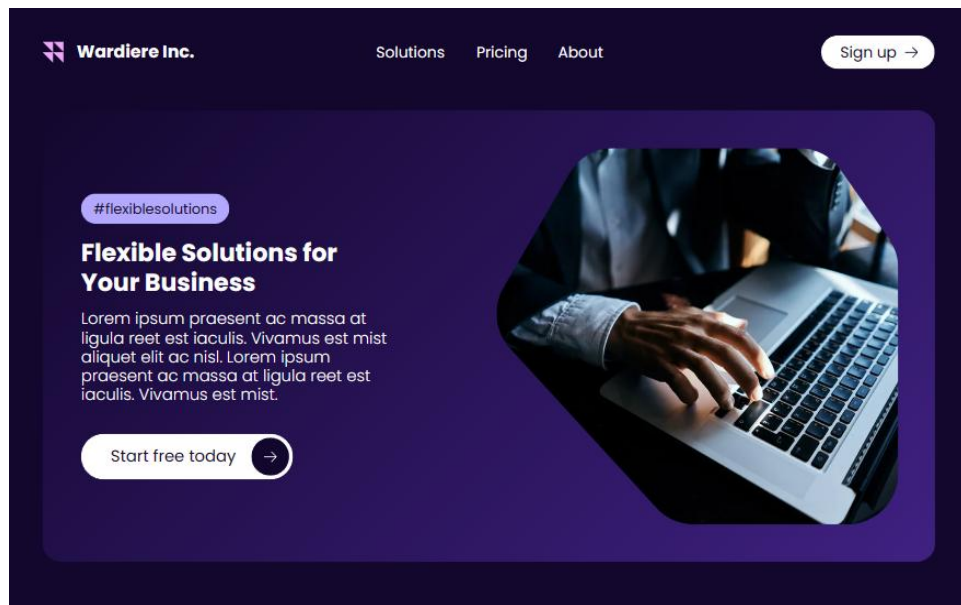 Wardiere Inc.
Solutions
Pricing
About
Sign up →
#flexiblesolutions
Flexible Solutions for
Your Business
Lorem ipsum praesent ac massa at
ligula reet est iaculis. Vivamus est mist
aliquet elit ac nisl. Lorem ipsum
praesent ac massa at ligula reet est
iaculis. Vivamus est mist.
Start free today →